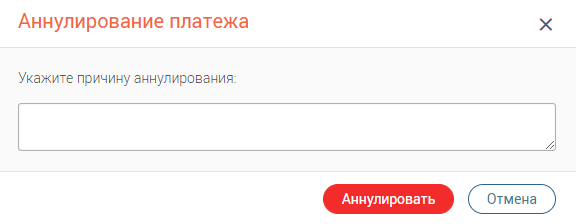 Аннулирование платежа
Укажите причину аннулирования:
Аннулировать
Отмена